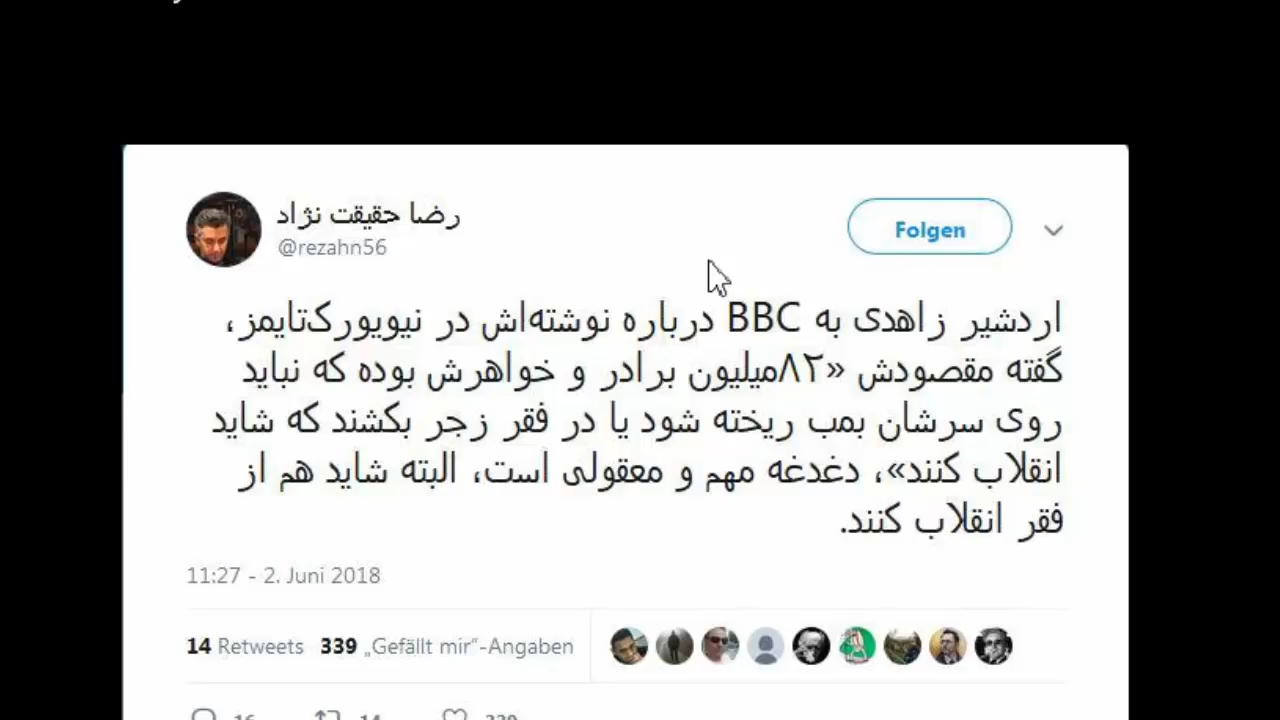 رضا حقیقت نژاد
@rezahn56
Folgen
اردشیر زاهدی به BBC درباره نوشته‌اش در نیویورک‌تایمز،
گفته مقصودش «۸۲میلیون برادر و خواهرش بوده که نباید
روی سرشان بمب ریخته شود یا در فقر زجر بکشند که شاید
انقلاب کنند»، دغدغه مهم و معقولی است، البته شاید هم از
فقر انقلاب کنند.
11:27 - 2. Juni 2018
14 Retweets 339 „Gefällt mir“-Angaben
16 14 339